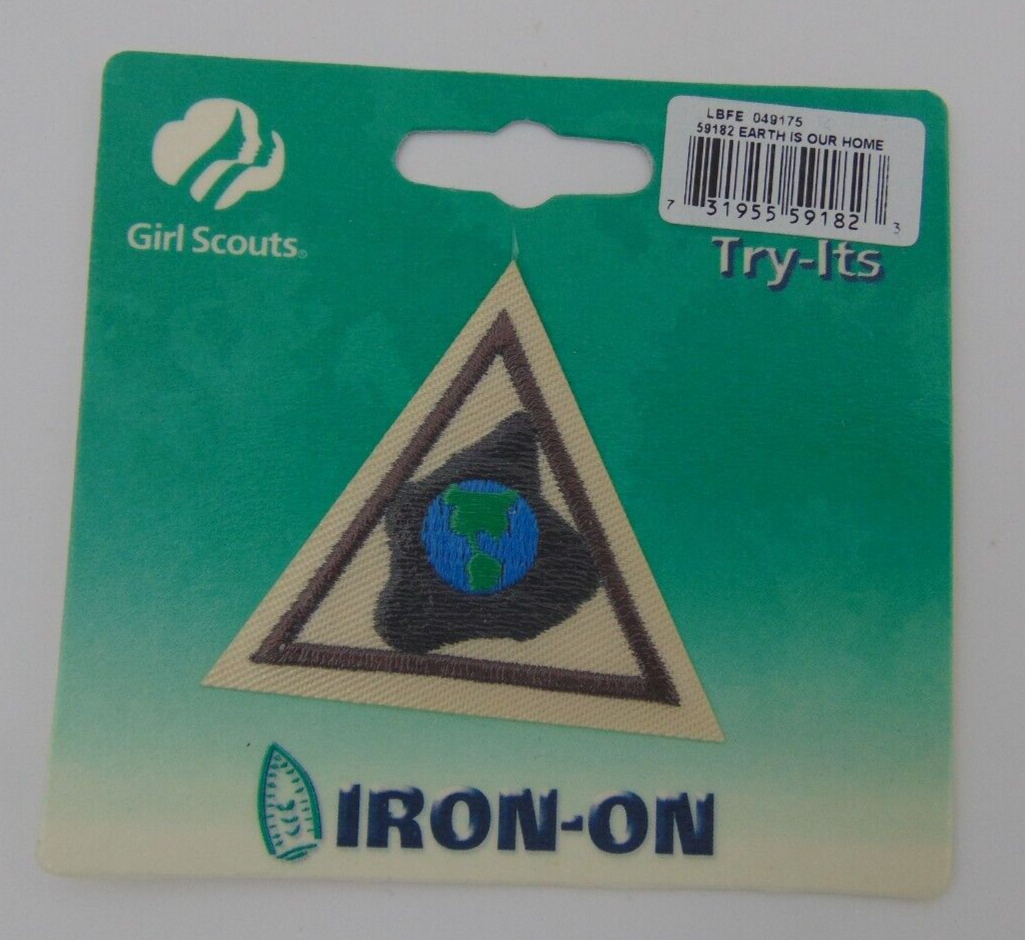 Girl Scouts®
LBFE 049175
59182 EARTH IS OUR HOME
7 31955 59182 3
Try-Its
IRON-ON